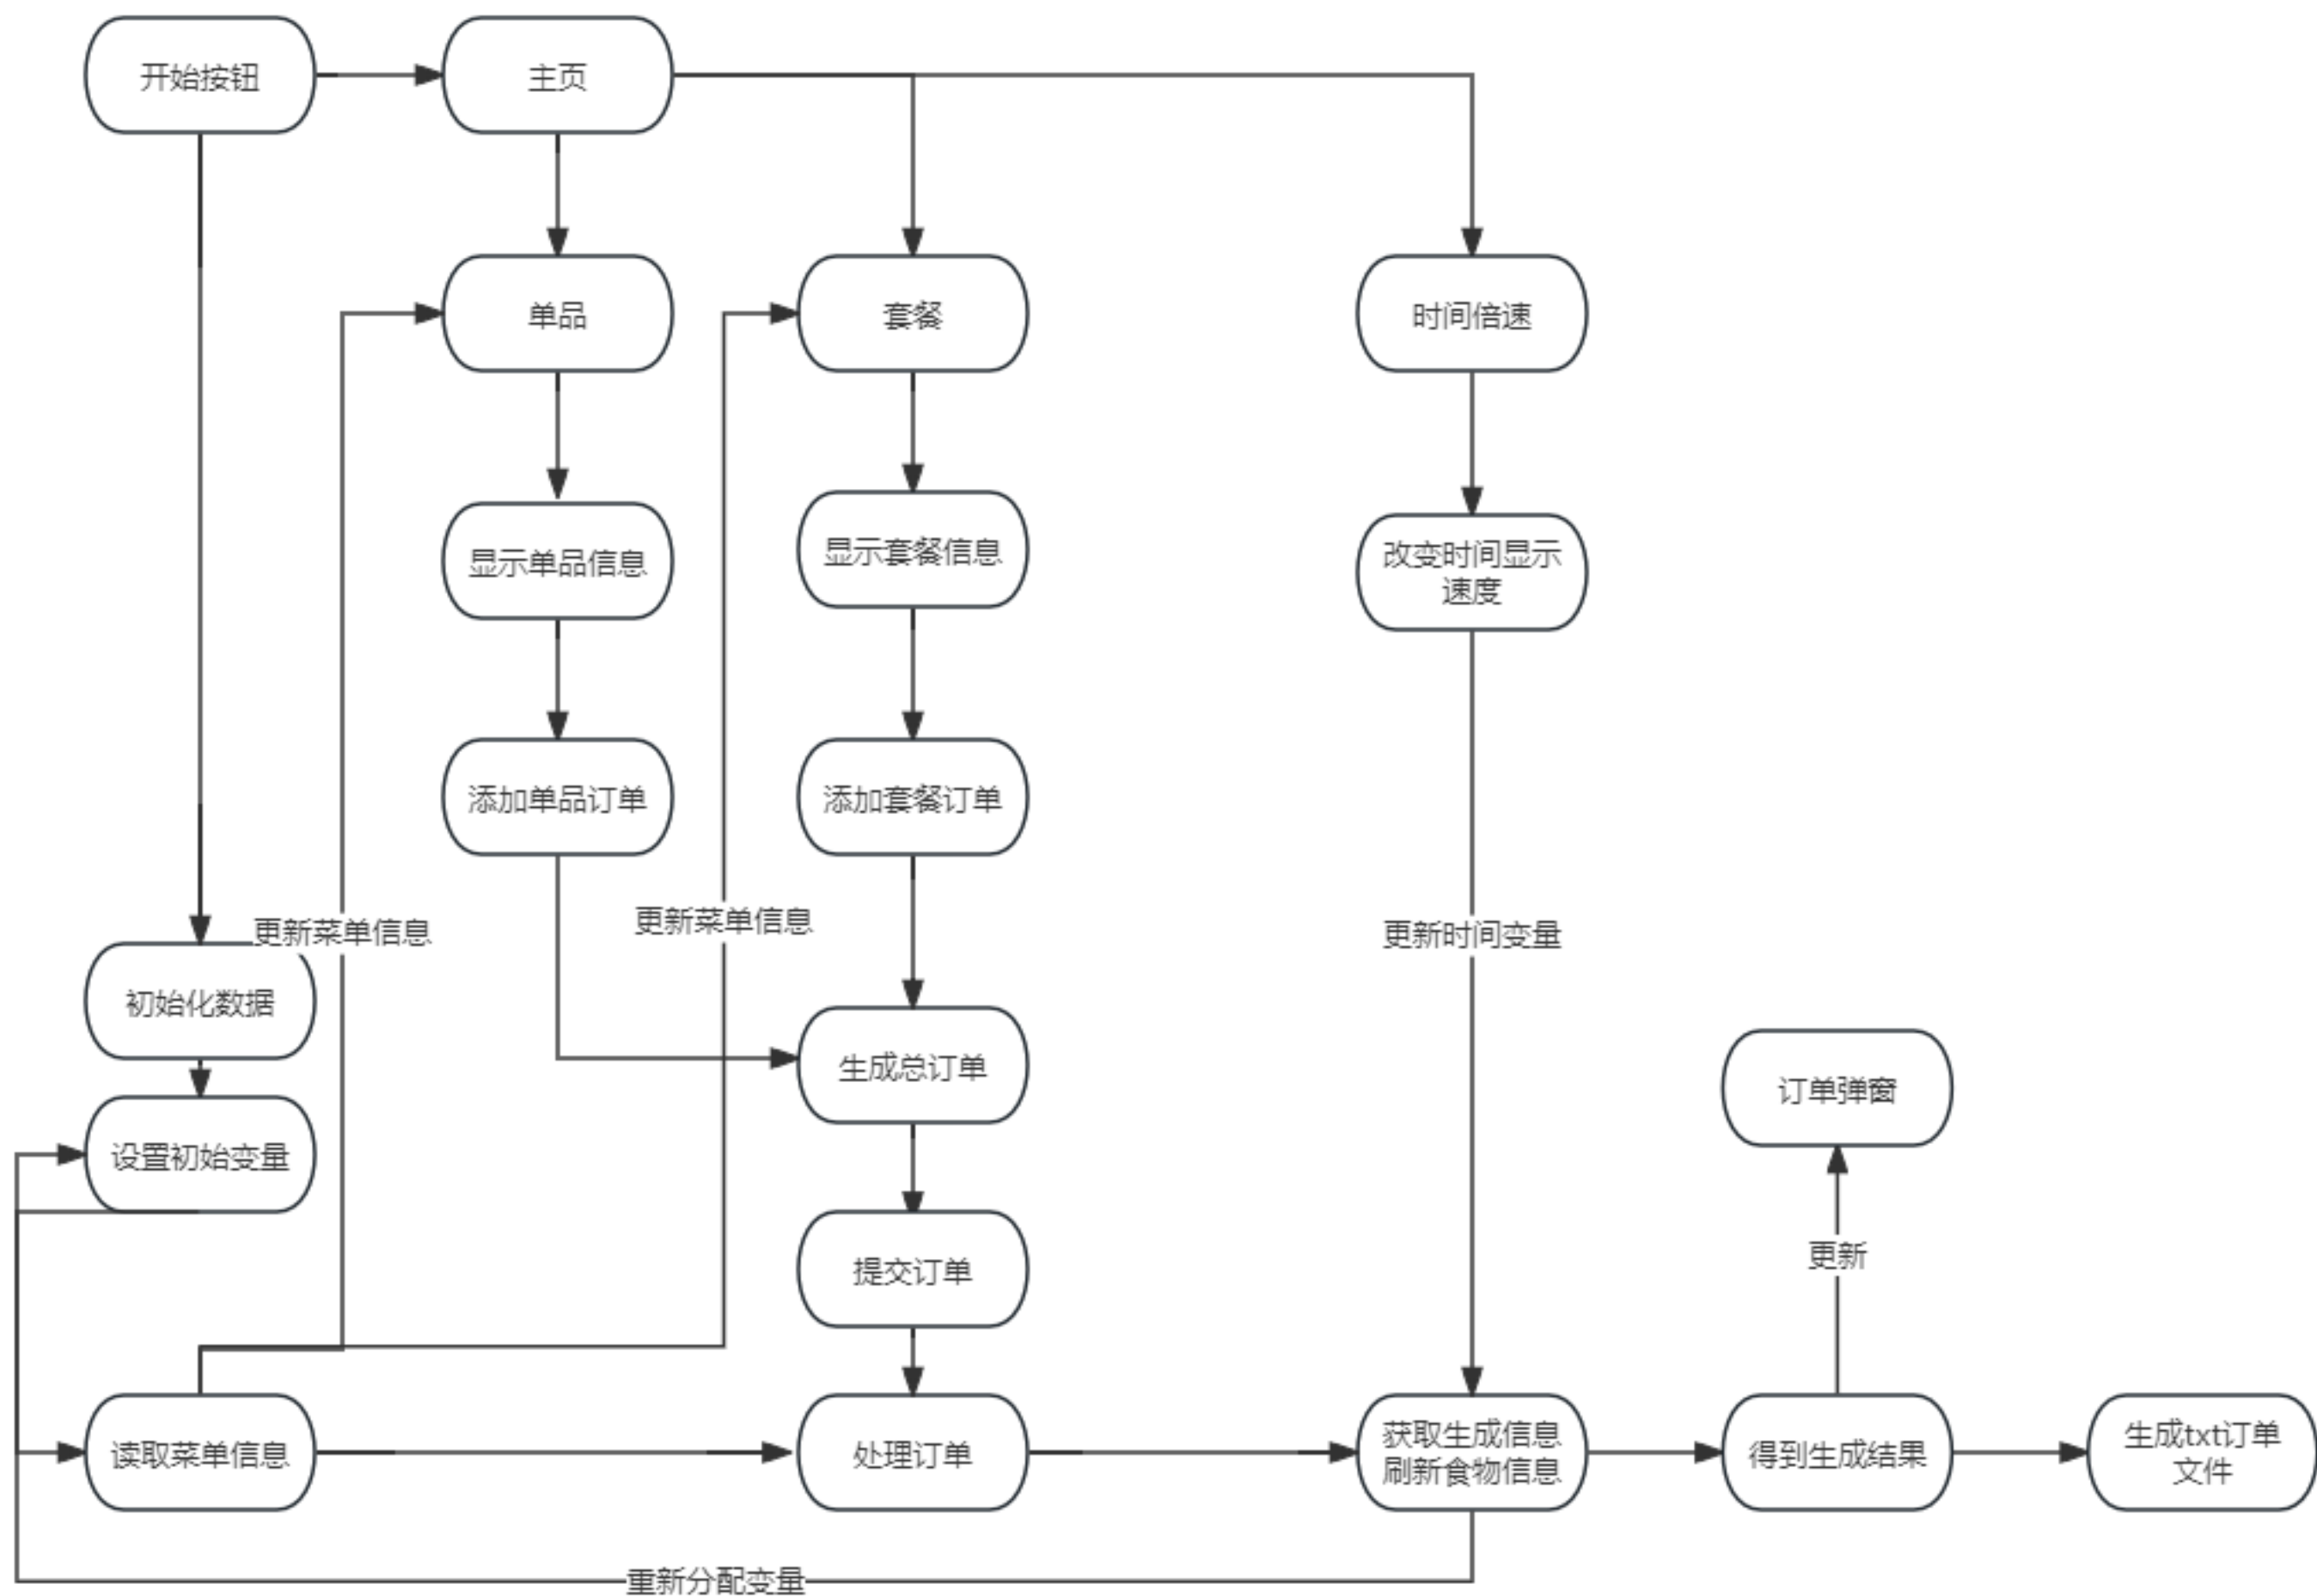 开始按钮
主页
单品
套餐
时间倍速
显示单品信息
显示套餐信息
改变时间显示
速度
添加单品订单
添加套餐订单
更新菜单信息
更新菜单信息
更新时间变量
初始化数据
生成总订单
订单弹窗
设置初始变量
提交订单
更新
读取菜单信息
处理订单
获取生成信息
刷新食物信息
得到生成结果
生成txt订单
文件
重新分配变量